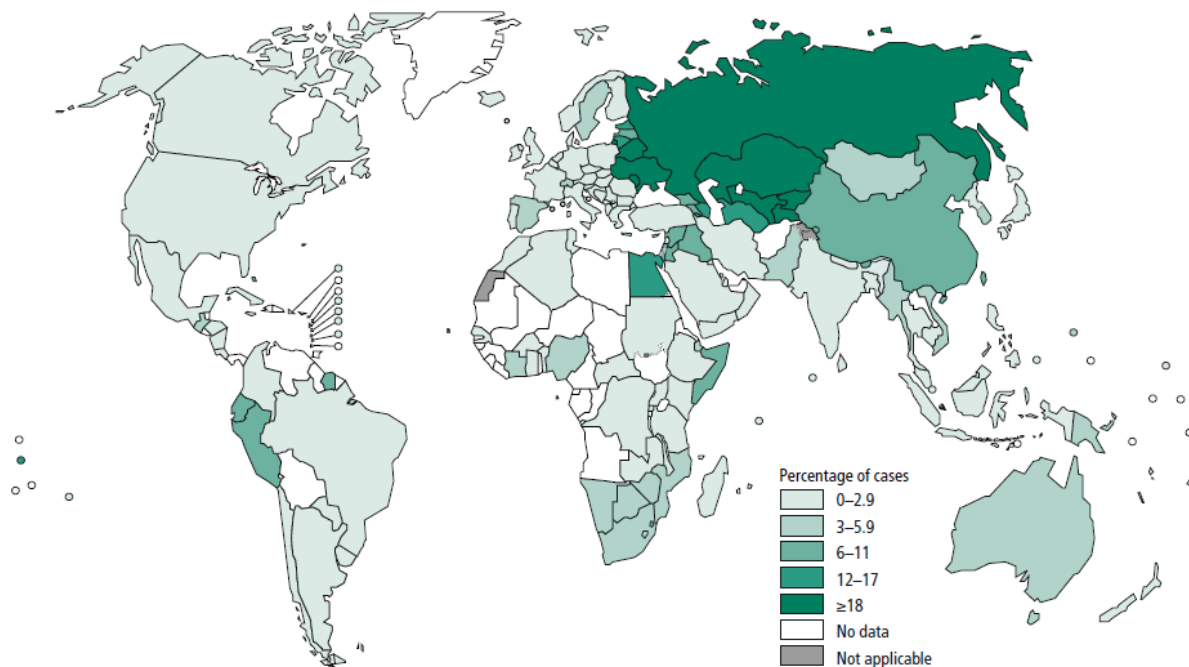 Percentage of cases
0–2.9
3–5.9
6–11
12–17
≥18
No data
Not applicable